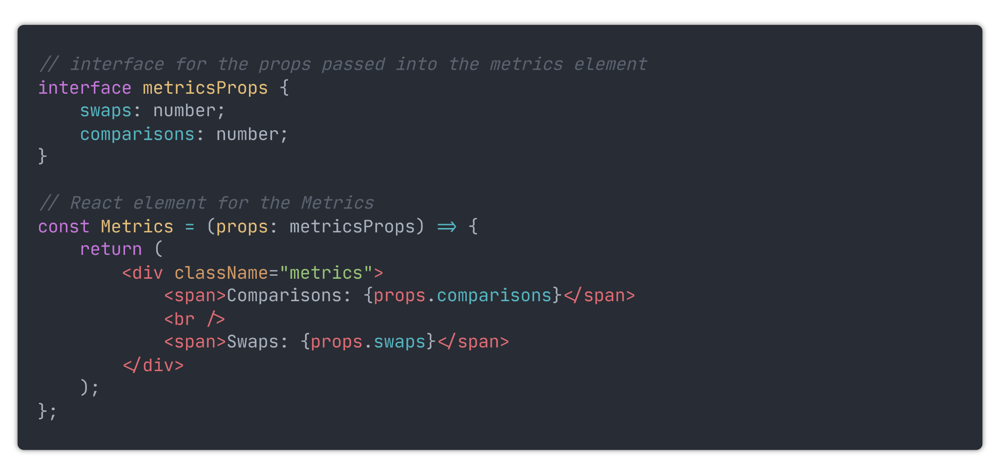 // interface for the props passed into the metrics element
interface metricsProps {
    swaps: number;
    comparisons: number;
}

// React element for the Metrics
const Metrics = (props: metricsProps) => {
    return (
        <div className="metrics">
            <span>Comparisons: {props.comparisons}</span>
            <br />
            <span>Swaps: {props.swaps}</span>
        </div>
    );
};